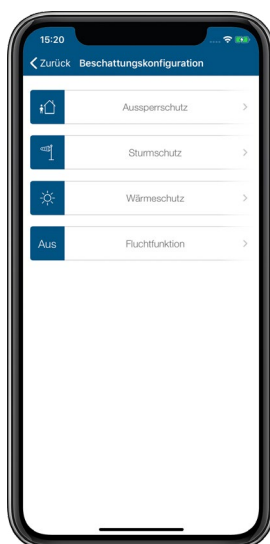 15:20
Zurück Beschattungskonfiguration
Aussperrschutz
Sturmschutz
Wärmeschutz
Aus Fluchtfunktion